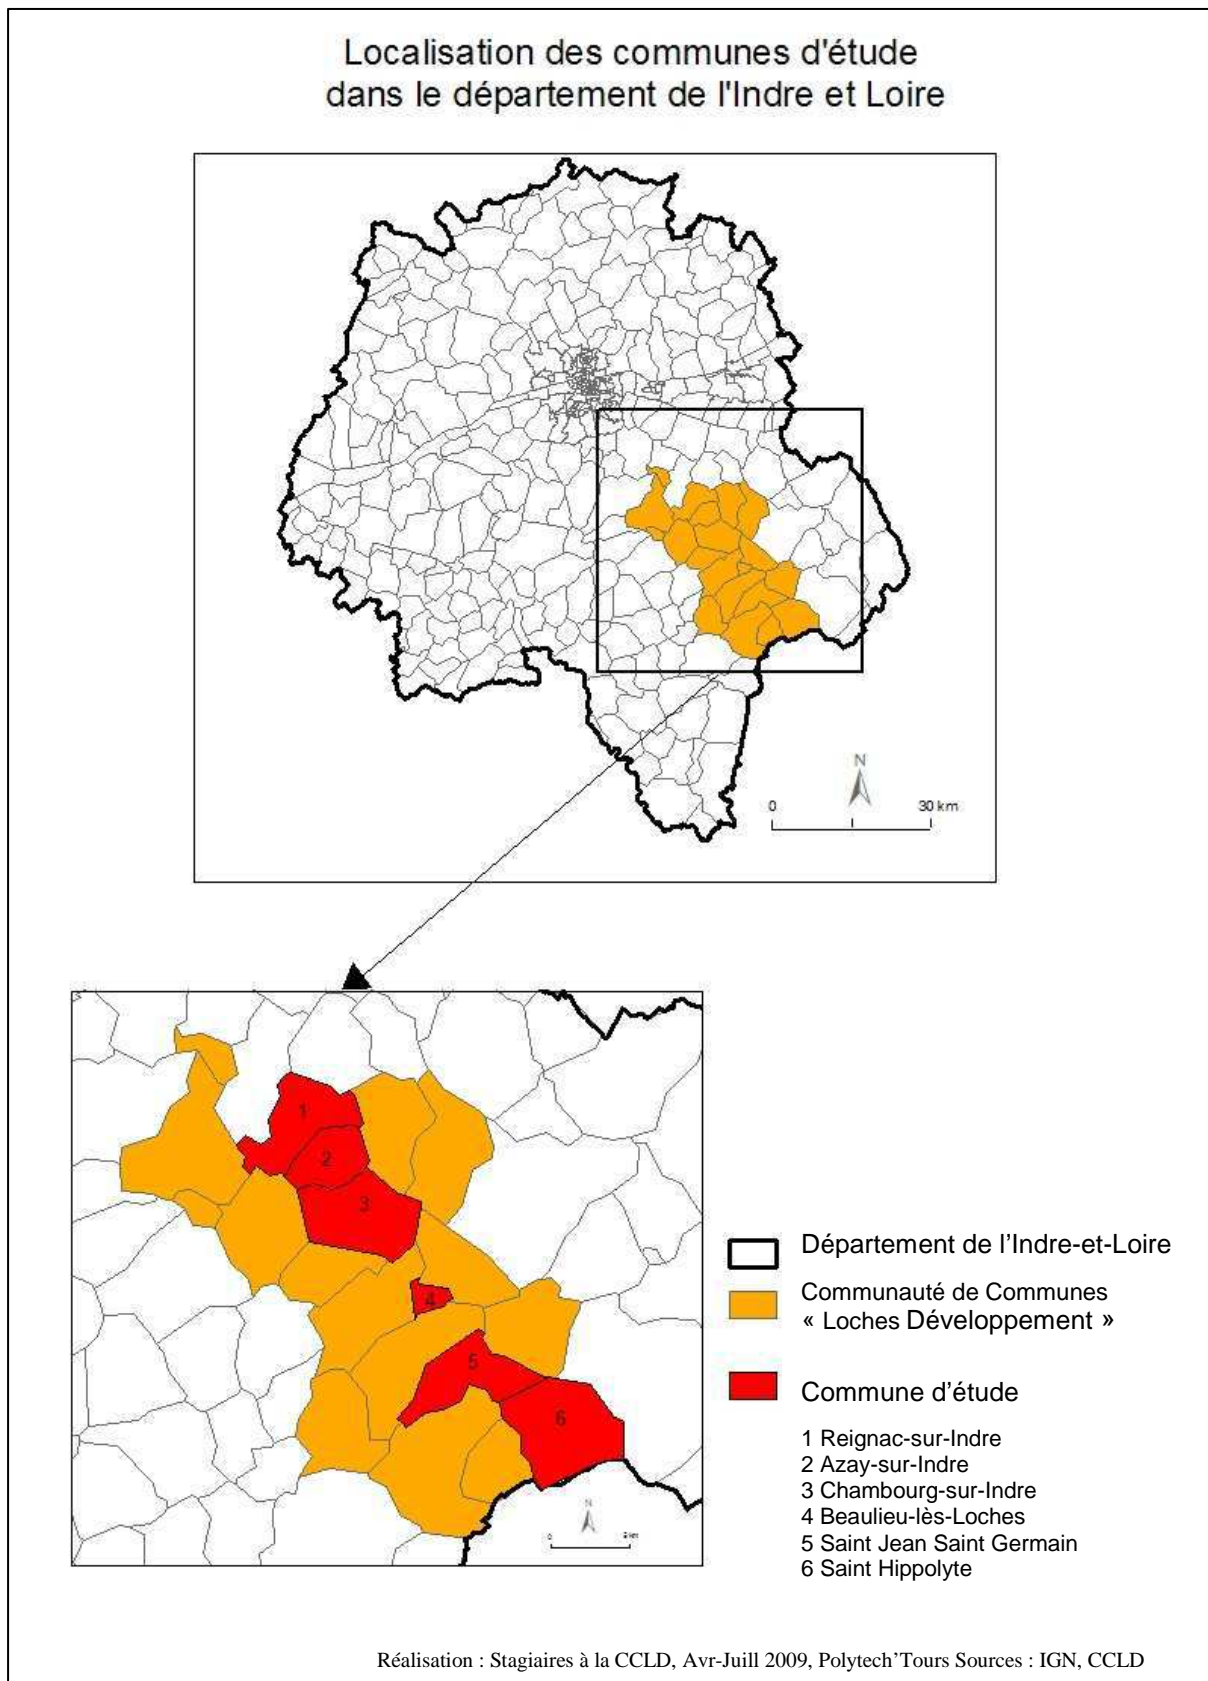 Localisation des communes d'étude
dans le département de l'Indre et Loire
N
0 30 km
1
2
3
4
5
6
N
0
Département de l'Indre-et-Loire
Communauté de Communes
« Loches Développement »
Commune d'étude
1 Reignac-sur-Indre
2 Azay-sur-Indre
3 Chambourg-sur-Indre
4 Beaulieu-lès-Loches
5 Saint Jean Saint Germain
6 Saint Hippolyte
Réalisation : Stagiaires à la CCLD, Avr-Juill 2009, Polytech'Tours Sources : IGN, CCLD